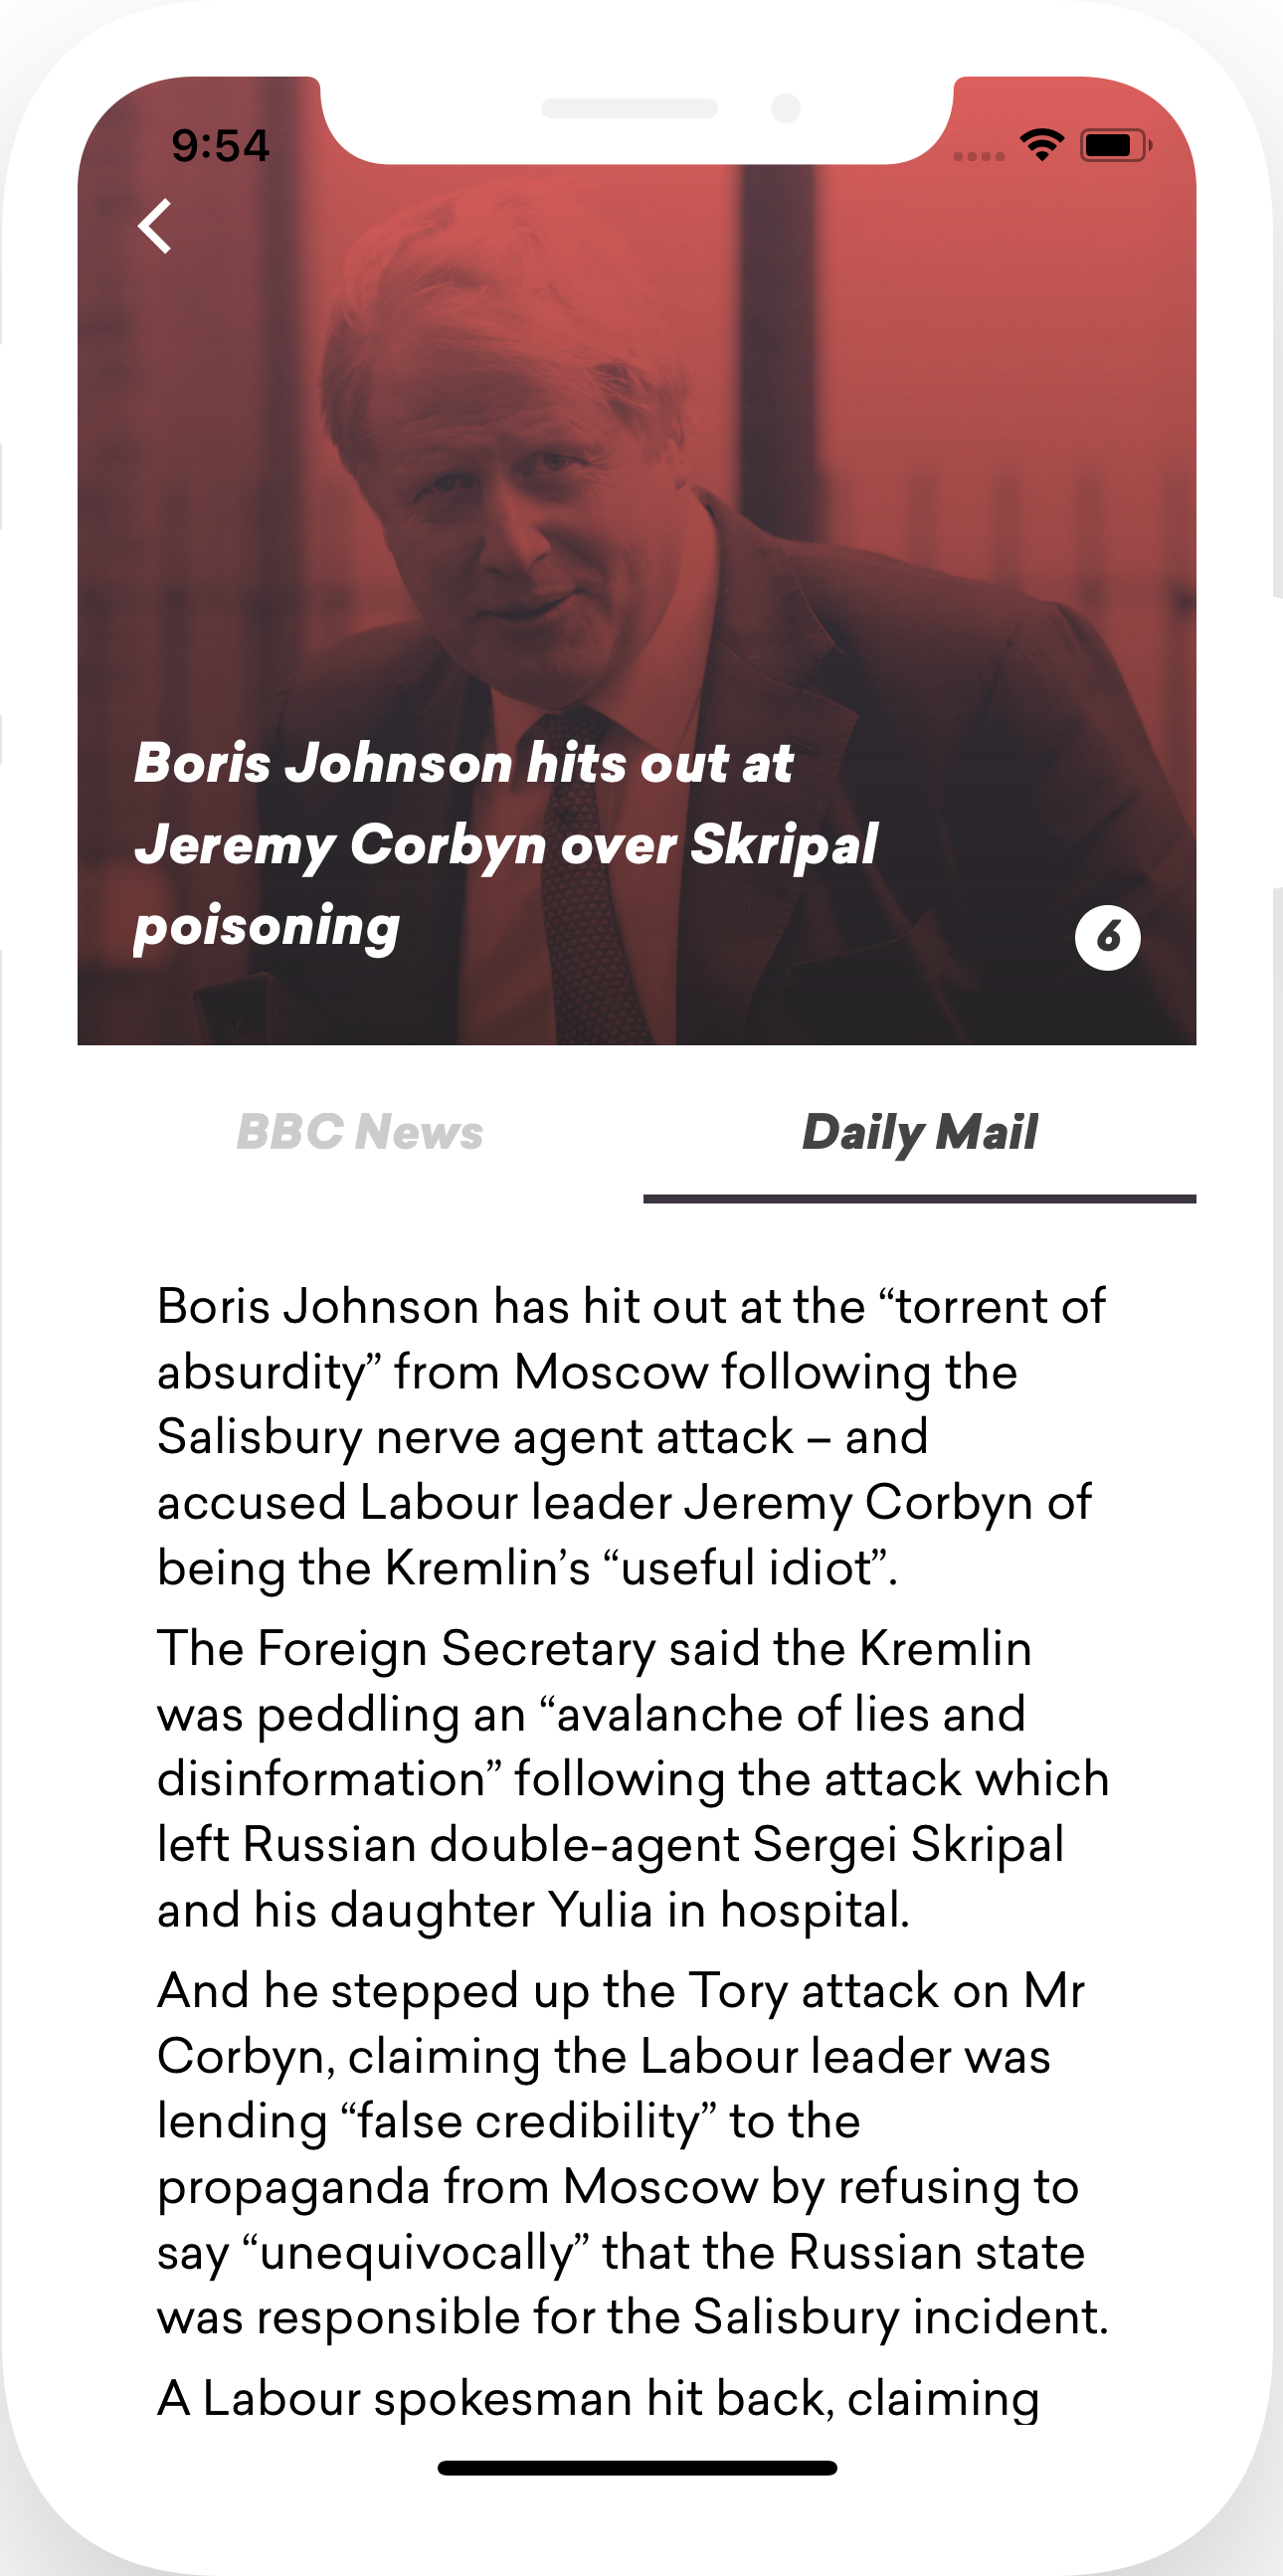 9:54
Boris Johnson hits out at
Jeremy Corbyn over Skripal
poisoning
6
BBC News
Daily Mail
Boris Johnson has hit out at the “torrent of
absurdity” from Moscow following the
Salisbury nerve agent attack – and
accused Labour leader Jeremy Corbyn of
being the Kremlin’s “useful idiot”.
The Foreign Secretary said the Kremlin
was peddling an “avalanche of lies and
disinformation” following the attack which
left Russian double-agent Sergei Skripal
and his daughter Yulia in hospital.
And he stepped up the Tory attack on Mr
Corbyn, claiming the Labour leader was
lending “false credibility” to the
propaganda from Moscow by refusing to
say “unequivocally” that the Russian state
was responsible for the Salisbury incident.
A Labour spokesman hit back, claiming